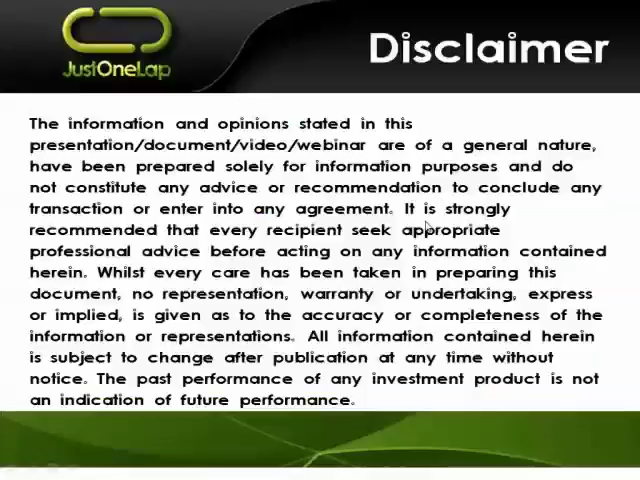 JustOneLap
Disclaimer
The information and opinions stated in this
presentation/document/video/webinar are of a general nature,
have been prepared solely for information purposes and do
not constitute any advice or recommendation to conclude any
transaction or enter into any agreement. It is strongly
recommended that every recipient seek appropriate
professional advice before acting on any information contained
herein. Whilst every care has been taken in preparing this
document, no representation, warranty or undertaking, express
or implied, is given as to the accuracy or completeness of the
information or representations. All information contained herein
is subject to change after publication at any time without
notice. The past performance of any investment product is not
an indication of future performance.